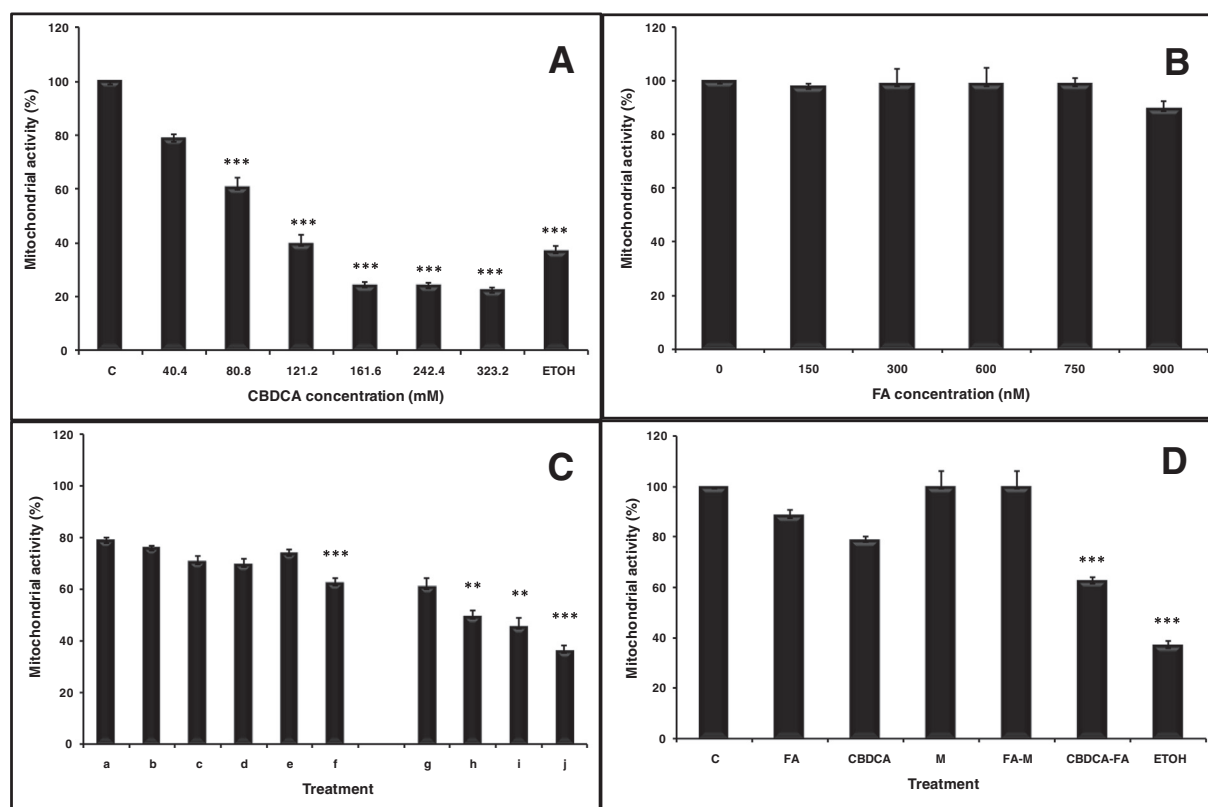 A
Mitochondrial activity (%)
120
100
80
60
40
20
0
***
***
***
***
***
***
C 40.4 80.8 121.2 161.6 242.4 323.2 ETOH
CBDCA concentration (mM)
B
Mitochondrial activity (%)
120
100
80
60
40
20
0
0 150 300 600 750 900
FA concentration (nM)
C
Mitochondrial activity (%)
120
100
80
60
40
20
0
***
**
**
***
a b c d e f g h i j
Treatment
D
Mitochondrial activity (%)
120
100
80
60
40
20
0
***
***
C FA CBDCA M FA-M CBDCA-FA ETOH
Treatment